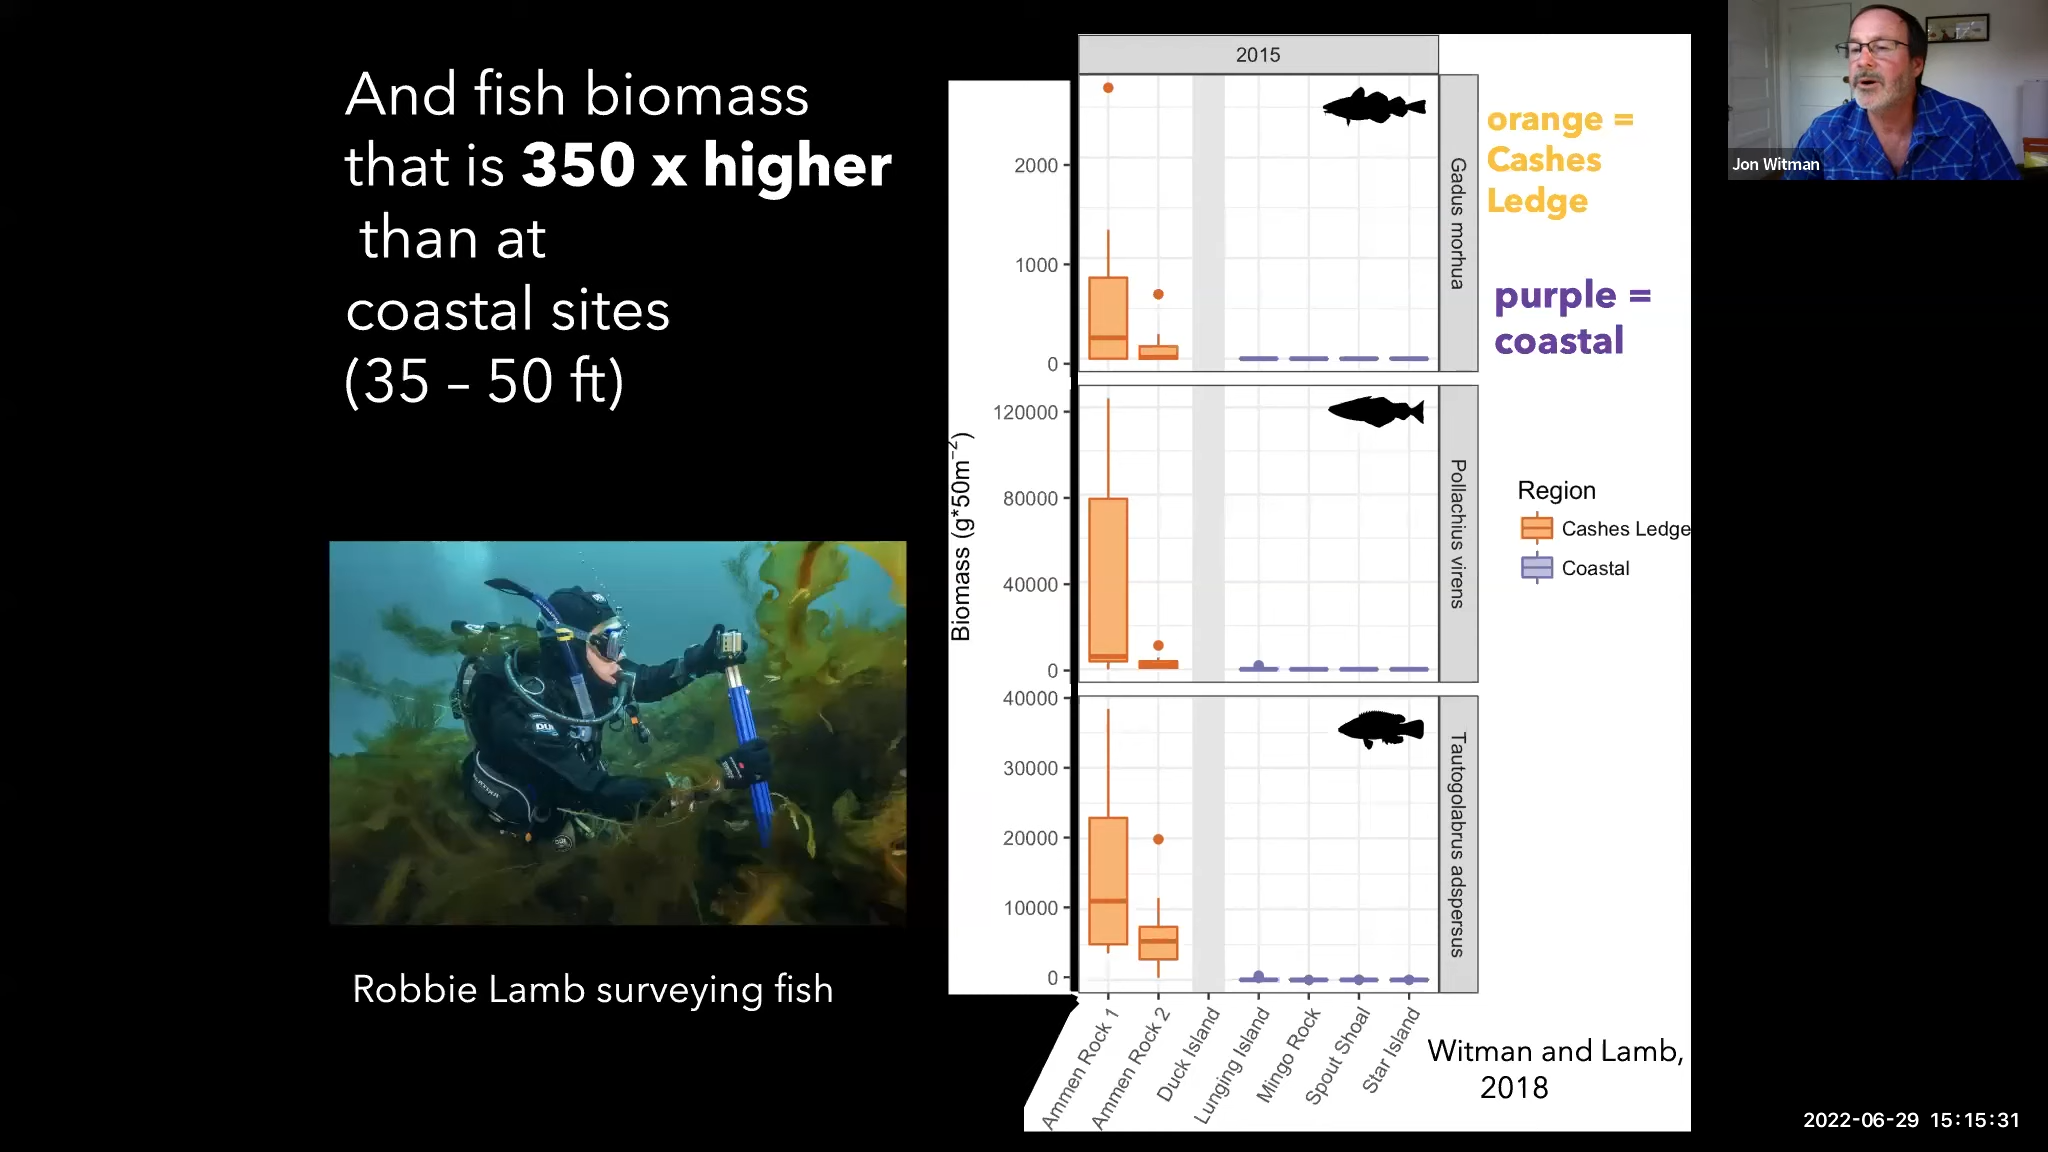 And fish biomass
that is 350 x higher
than at
coastal sites
(35 – 50 ft)
Robbie Lamb surveying fish
2015
Biomass (g*50m⁻²)
2000
1000
0
Gadus morhua
120000
80000
40000
0
Pollachius virens
40000
30000
20000
10000
0
Tautogolabrus adspersus
Ammen Rock 1
Ammen Rock 2
Duck Island
Lunging Island
Mingo Rock
Spout Shoal
Star Island
orange =
Cashes
Ledge
purple =
coastal
Region
Cashes Ledge
Coastal
Witman and Lamb,
2018
Jon Witman
2022-06-29 15:15:31